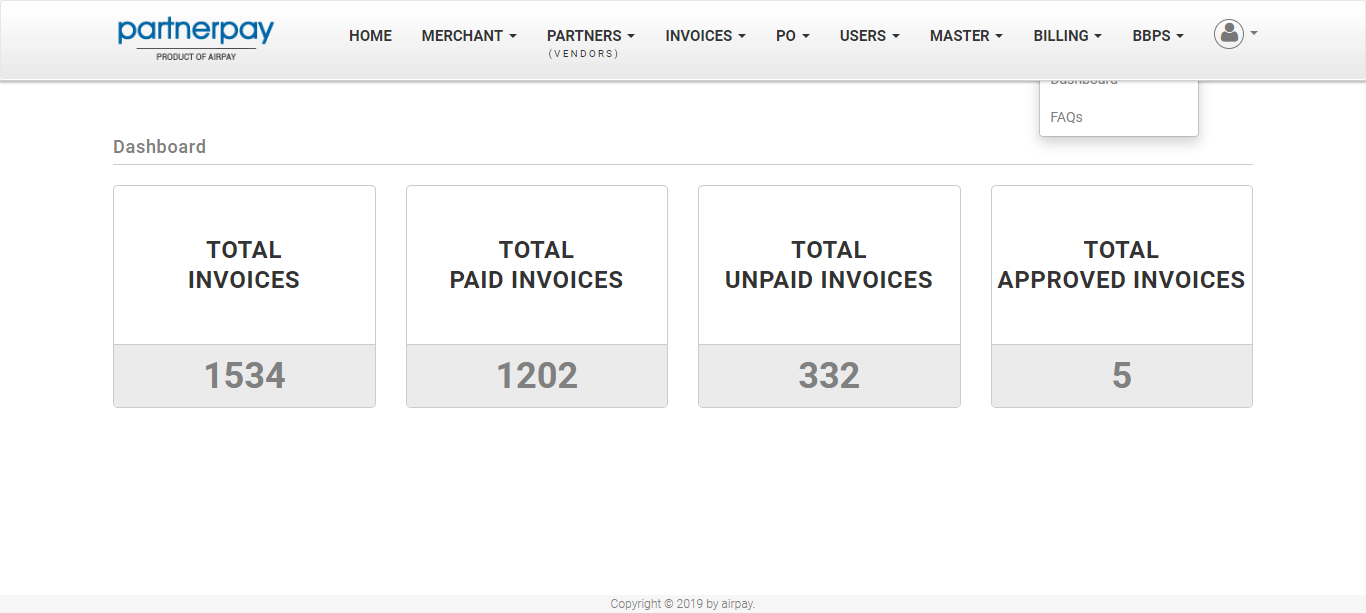 partnerpay
PRODUCT OF AIRPAY
HOME MERCHANT PARTNERS INVOICES PO USERS MASTER BILLING BBPS
(VENDORS)
Dashboard
FAQs
Dashboard
TOTAL
INVOICES
1534
TOTAL
PAID INVOICES
1202
TOTAL
UNPAID INVOICES
332
TOTAL
APPROVED INVOICES
5
Copyright © 2019 by airpay.